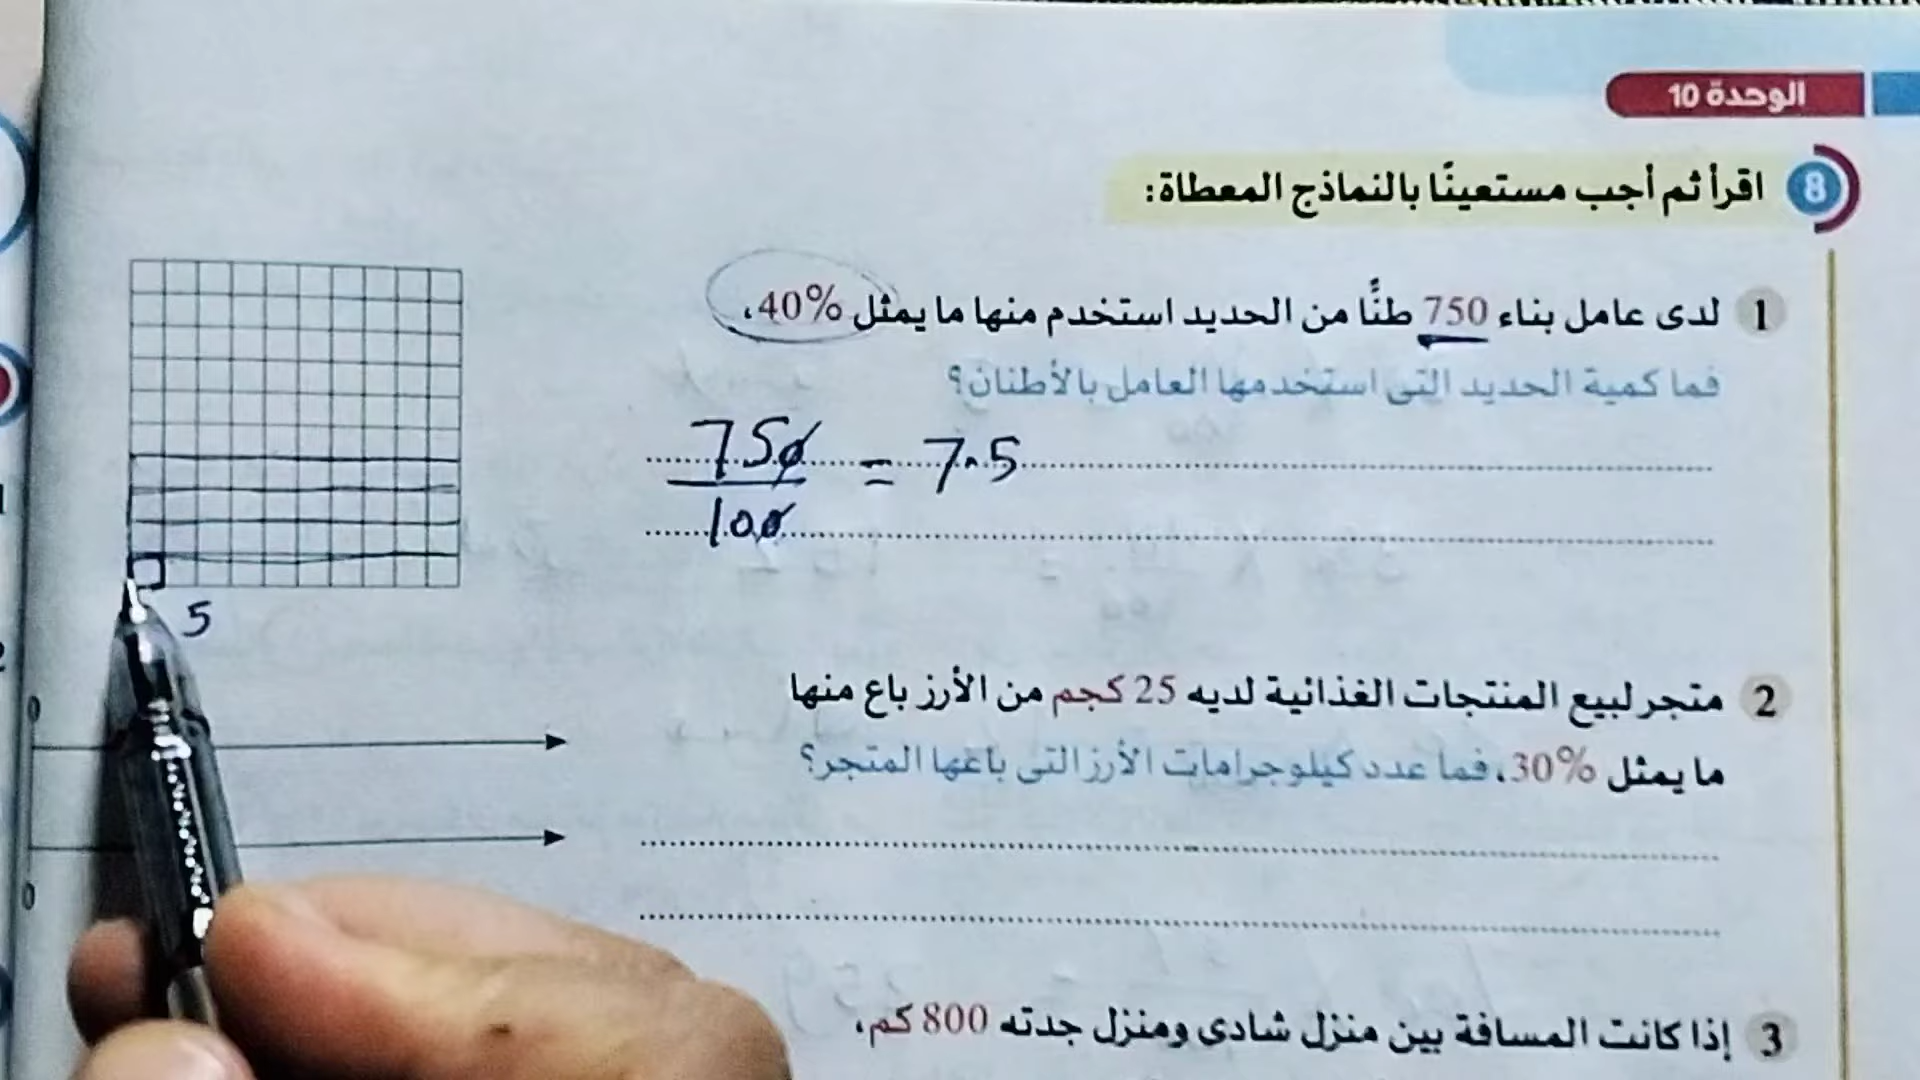 الوحدة 10
8 اقرأ ثم أجب مستعينًا بالنماذج المعطاة:
1 لدى عامل بناء 750 طنًّا من الحديد استخدم منها ما يمثل 40%،
فما كمية الحديد التى استخدمها العامل بالأطنان؟
750 = 7.5
100
5
2 متجر لبيع المنتجات الغذائية لديه 25 كجم من الأرز باع منها
0
ما يمثل 30%، فما عدد كيلوجرامات الأرز التى باعها المتجر؟
0
3 إذا كانت المسافة بين منزل شادى ومنزل جدته 800 كم،